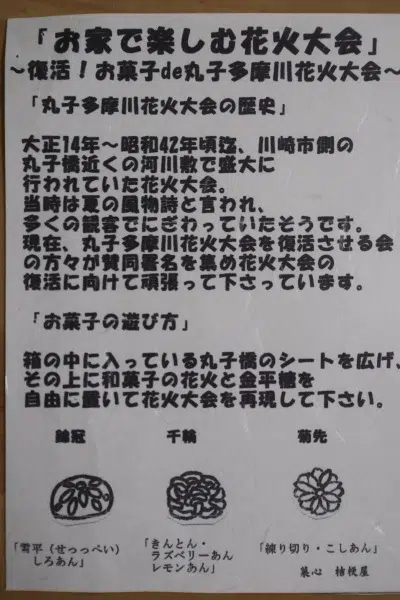 「お家で楽しむ花火大会」
～復活！お菓子de丸子多摩川花火大会～
「丸子多摩川花火大会の歴史」
大正14年～昭和42年頃迄、川崎市側の
丸子橋近くの河川敷で盛大に
行われていた花火大会。
当時は夏の風物詩と言われ、
多くの観客でにぎわっていたそうです。
現在、丸子多摩川花火大会を復活させる会
の方々が賛同署名を集め花火大会の
復活に向けて頑張って下さっています。
「お菓子の遊び方」
箱の中に入っている丸子橋のシートを広げ、
その上に和菓子の花火と金平糖を
自由に置いて花火大会を再現して下さい。
錦冠 千輪 菊先
「雪平（せっっぺい） 「きんとん・ 「練り切り・こしあん」
しろあん」 ラズベリーあん
レモンあん」 菓心 桔梗屋